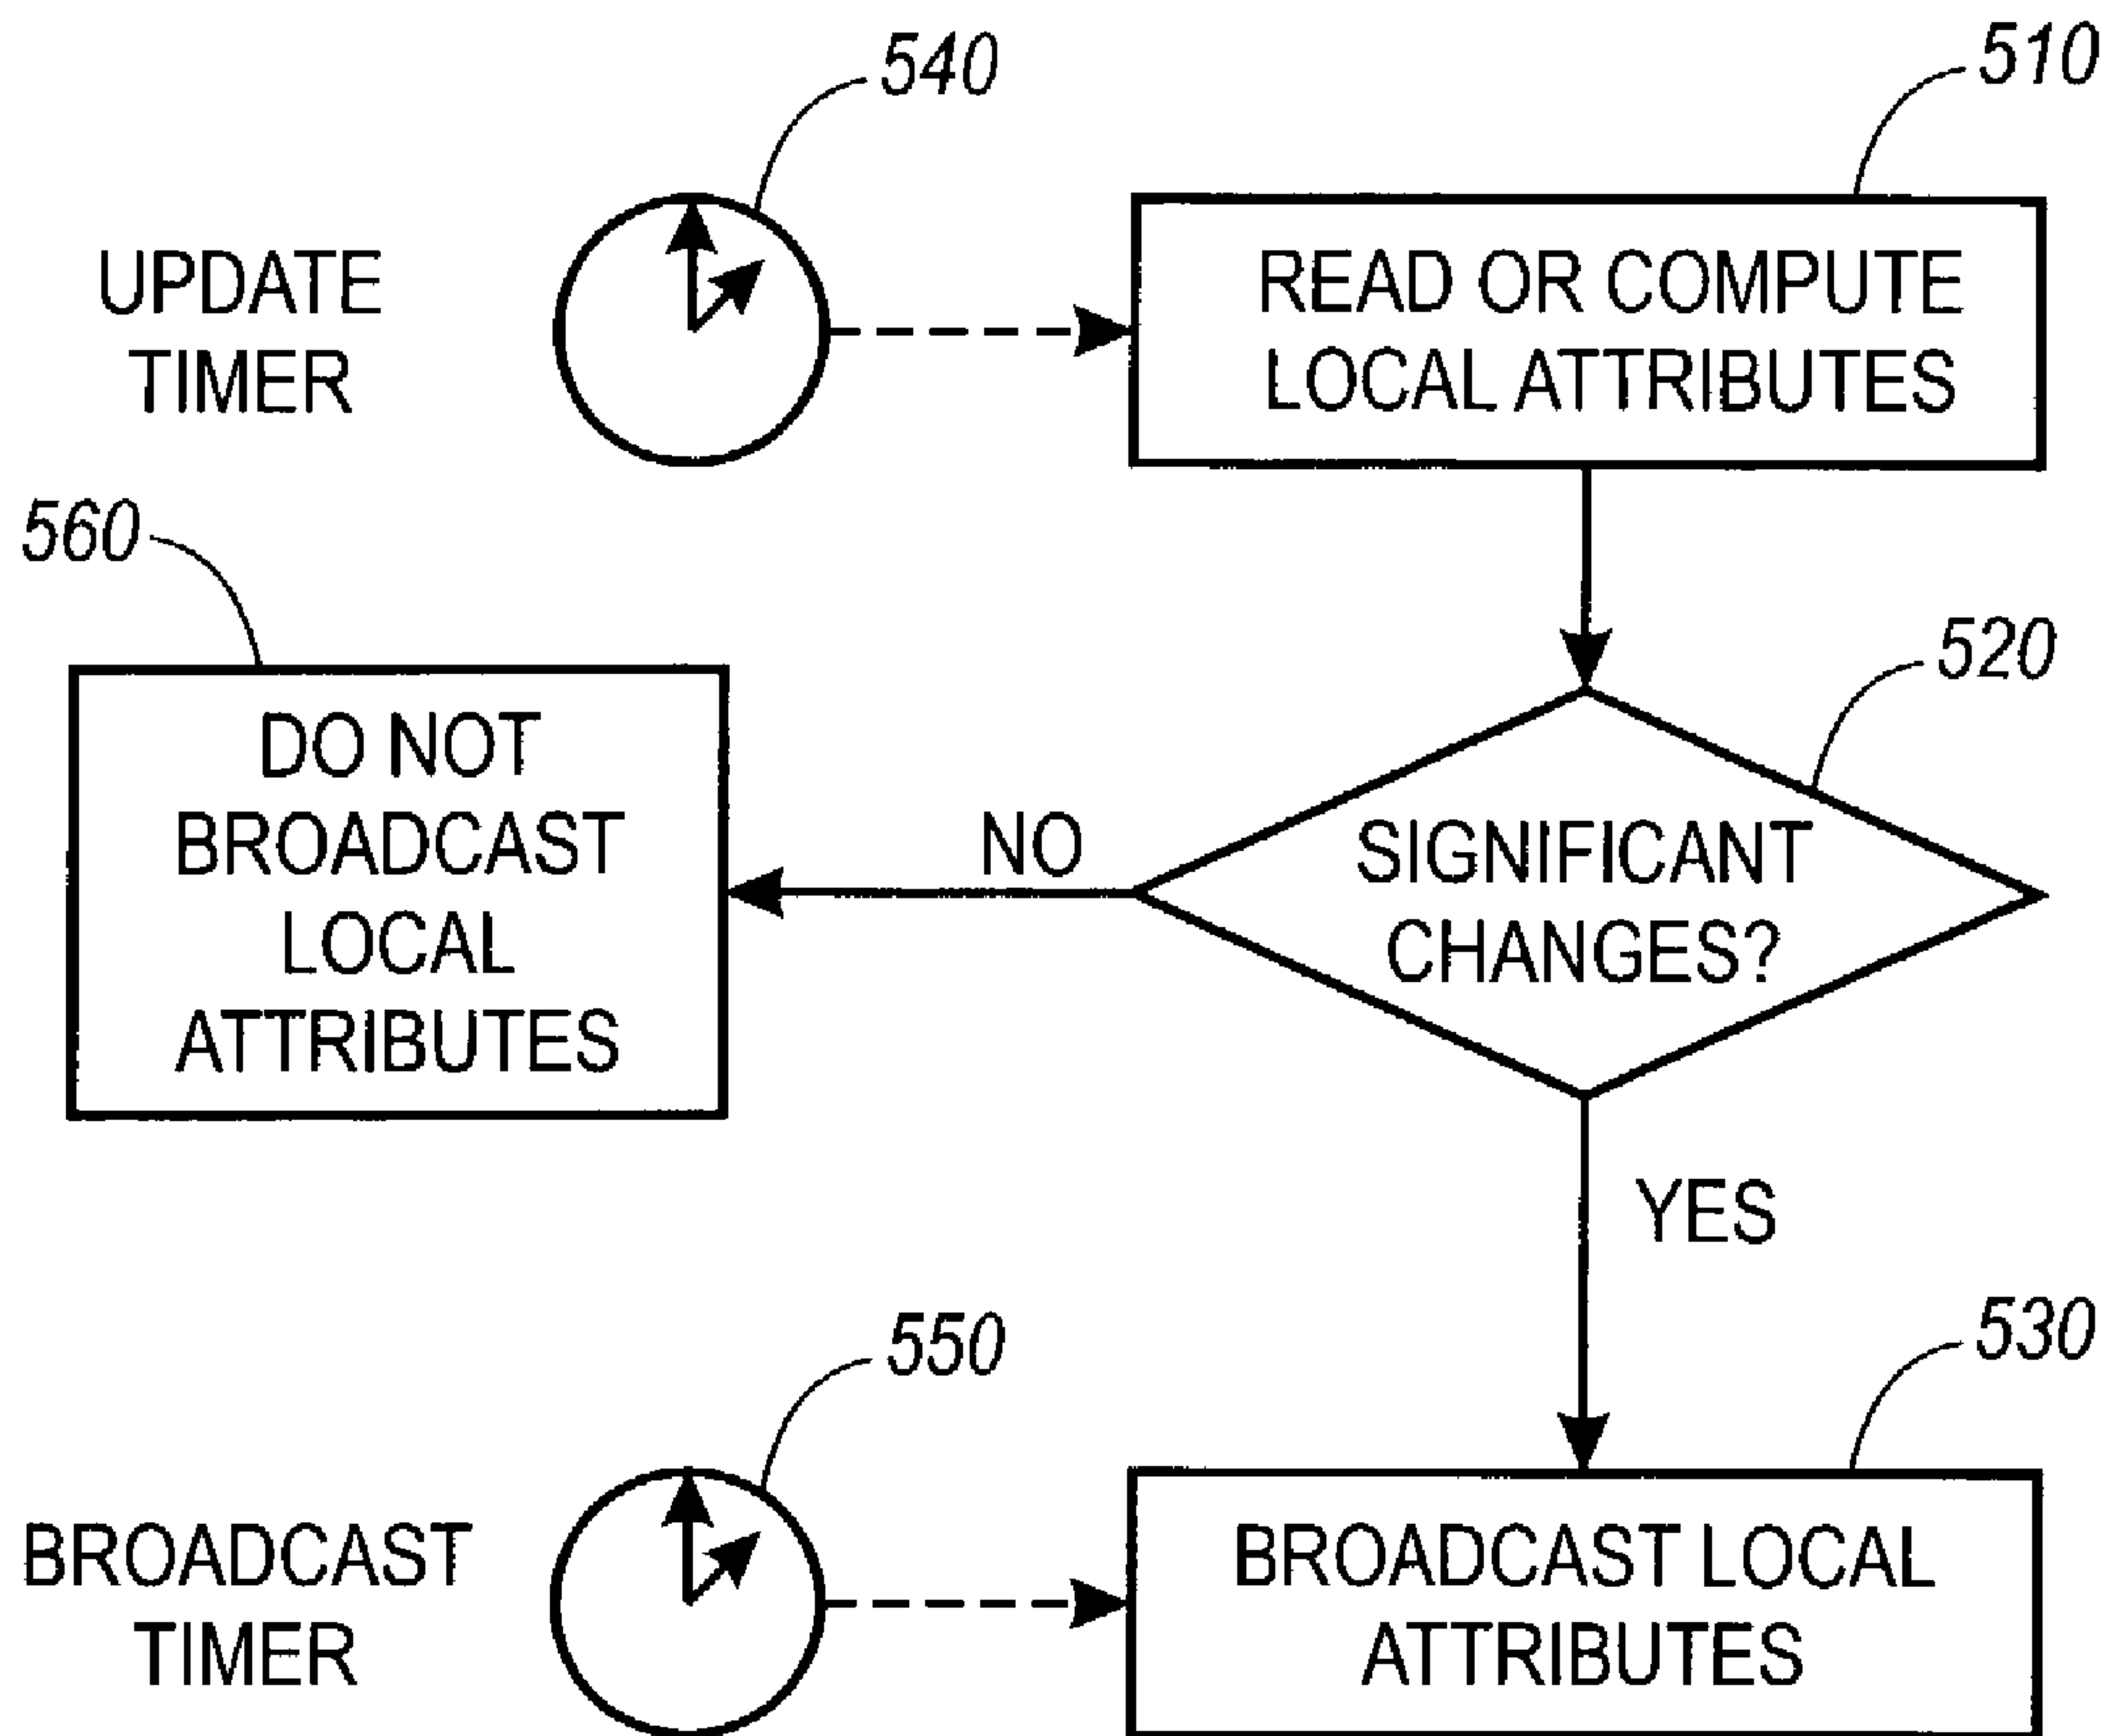 540
510
UPDATE
TIMER
READ OR COMPUTE
LOCAL ATTRIBUTES
560
520
DO NOT
BROADCAST
LOCAL
ATTRIBUTES
NO
SIGNIFICANT
CHANGES?
YES
550
530
BROADCAST
TIMER
BROADCAST LOCAL
ATTRIBUTES